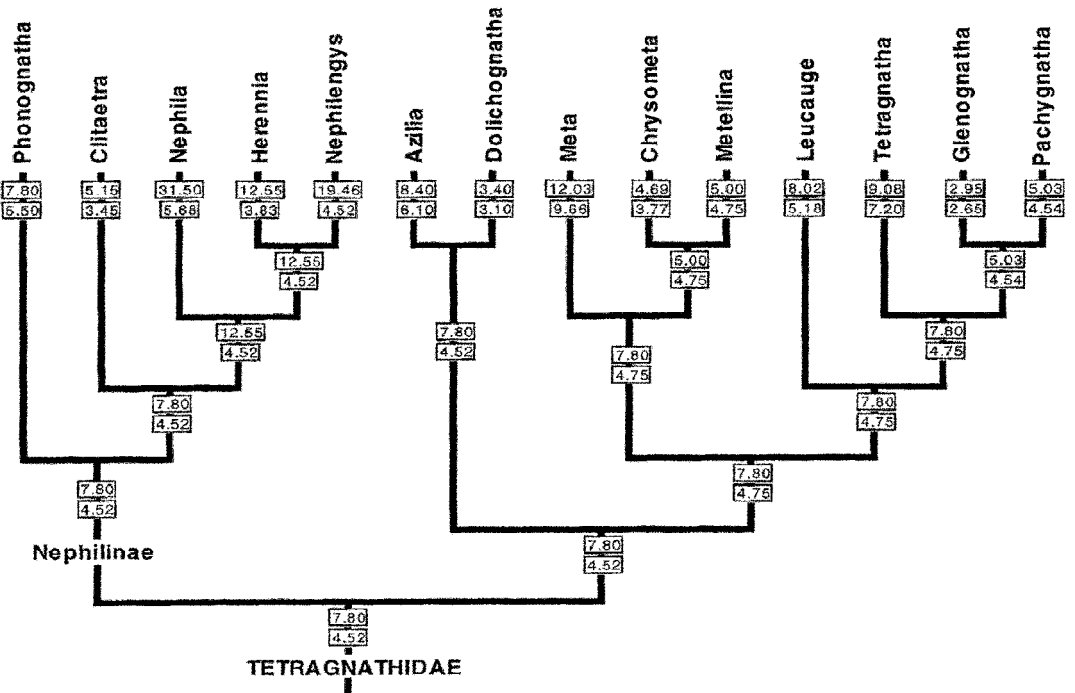 Phonognatha
Clitaetra
Nephila
Herennia
Nephilengys
Azilia
Dolichognatha
Meta
Chrysometa
Metellina
Leucauge
Tetragnatha
Glenognatha
Pachygnatha
7.80 5.15 31.50 12.55 19.46 8.40 3.40 12.03 4.69 5.00 8.02 9.08 2.95 5.03
5.50 3.45 5.68 3.83 4.52 6.10 3.10 9.66 3.77 4.75 5.18 7.20 2.65 4.54
12.55 5.00 5.03
4.52 4.75 4.54
12.55 7.80 7.80 7.80
4.52 4.52 4.75 4.75
7.80 7.80
4.52 4.75
7.80 7.80
4.52 4.75
Nephilinae
7.80
4.52
7.80
4.52
TETRAGNATHIDAE